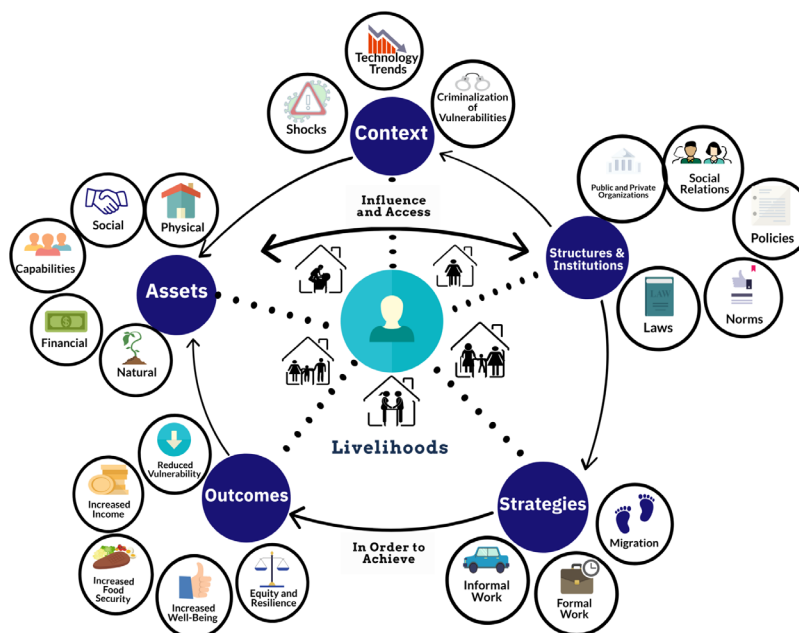 Technology
Trends
Shocks
Criminalization
of
Vulnerabilities
Context
Influence
and Access
Public and Private
Organizations
Social
Relations
Policies
Structures &
Institutions
Laws
LAW
Norms
Social
Physical
Capabilities
Assets
Financial
Natural
Livelihoods
Reduced
Vulnerability
Increased
Income
Outcomes
Increased
Food
Security
Increased
Well-Being
Equity and
Resilience
In Order to
Achieve
Strategies
Migration
Informal
Work
Formal
Work